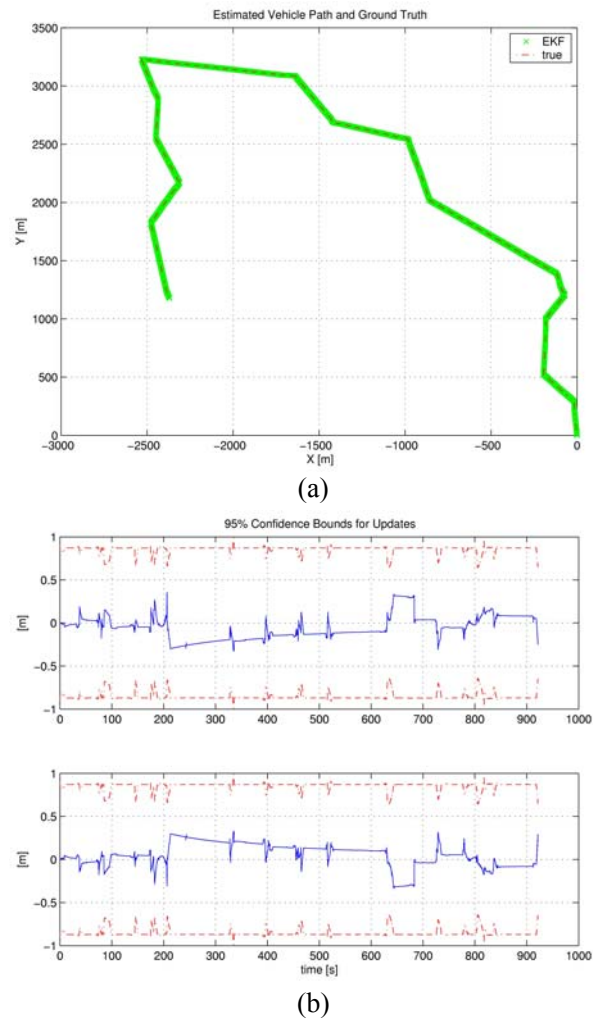 Estimated Vehicle Path and Ground Truth
3500
3000
2500
2000
1500
1000
500
0
Y [m]
EKF
true
−3000 −2500 −2000 −1500 −1000 −500 0
X [m]
(a)
95% Confidence Bounds for Updates
1
0.5
0
−0.5
−1
[m]
0 100 200 300 400 500 600 700 800 900 1000
1
0.5
0
−0.5
−1
[m]
0 100 200 300 400 500 600 700 800 900 1000
time [s]
(b)